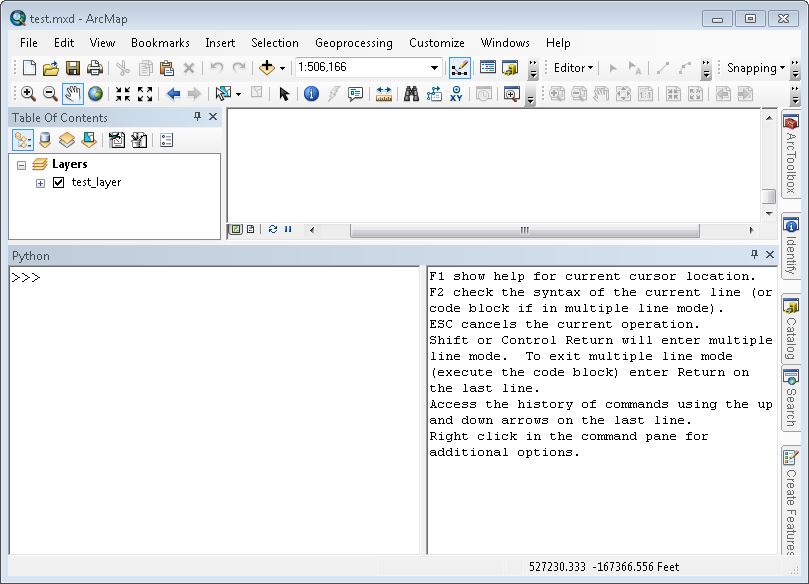 test.mxd - ArcMap
File Edit View Bookmarks Insert Selection Geoprocessing Customize Windows Help
1:506,166 Editor Snapping
Table Of Contents
Layers
test_layer
ArcToolbox
Identify
Catalog
Search
Create Features
Python
>>>
F1 show help for current cursor location.
F2 check the syntax of the current line (or
code block if in multiple line mode).
ESC cancels the current operation.
Shift or Control Return will enter multiple
line mode.  To exit multiple line mode
(execute the code block) enter Return on
the last line.
Access the history of commands using the up
and down arrows on the last line.
Right click in the command pane for
additional options.
527230.333 -167366.556 Feet